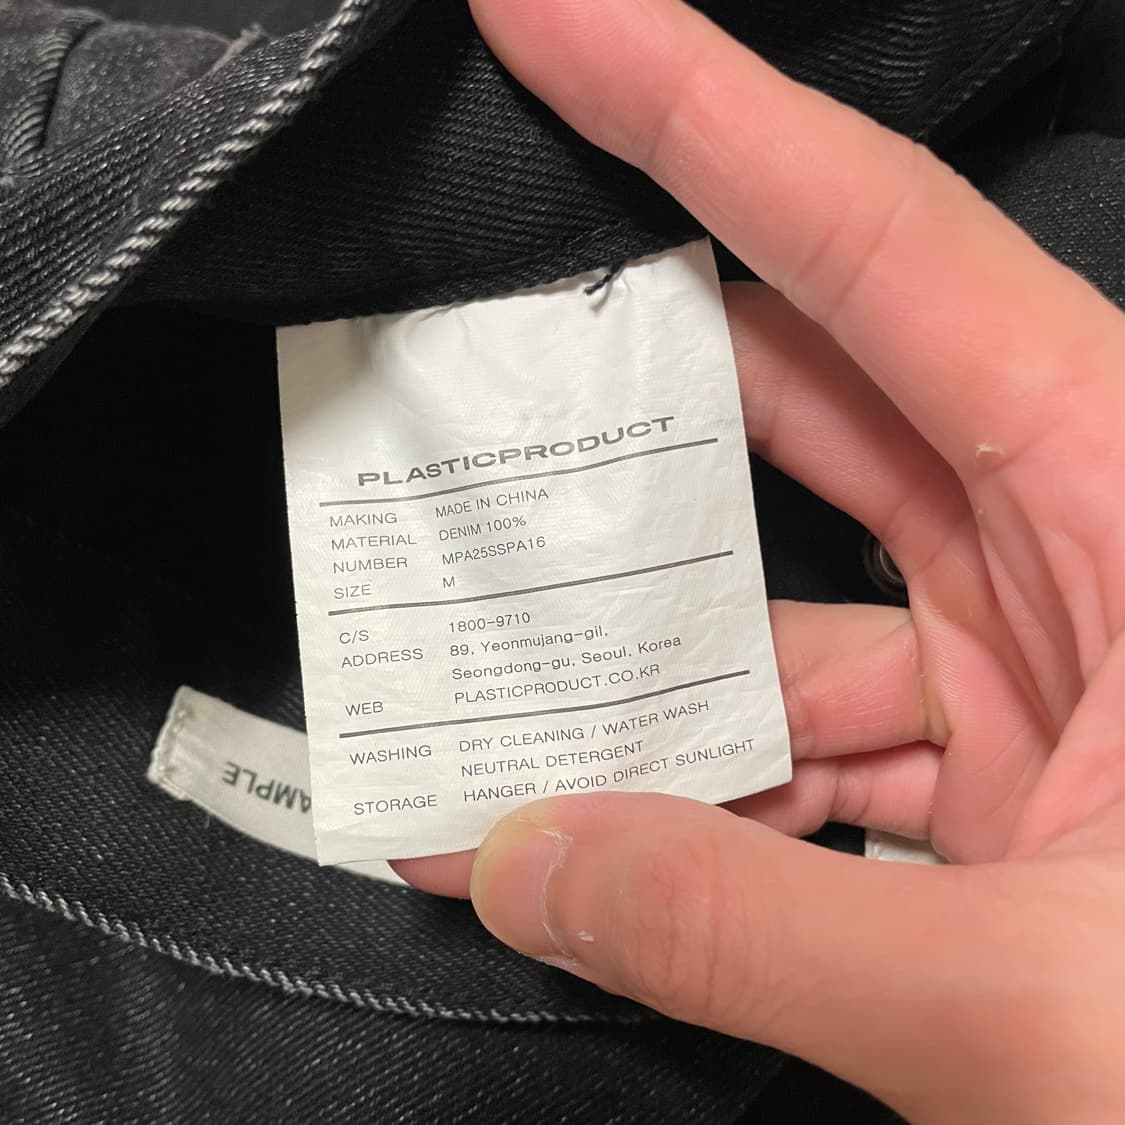 PLASTICPRODUCT
MAKING MADE IN CHINA
MATERIAL DENIM 100%
NUMBER MPA25SSPA16
SIZE M
C/S 1800-9710
ADDRESS 89, Yeonmujang-gil,
Seongdong-gu, Seoul, Korea
WEB PLASTICPRODUCT.CO.KR
WASHING DRY CLEANING / WATER WASH
NEUTRAL DETERGENT
STORAGE HANGER / AVOID DIRECT SUNLIGHT
AMPLE